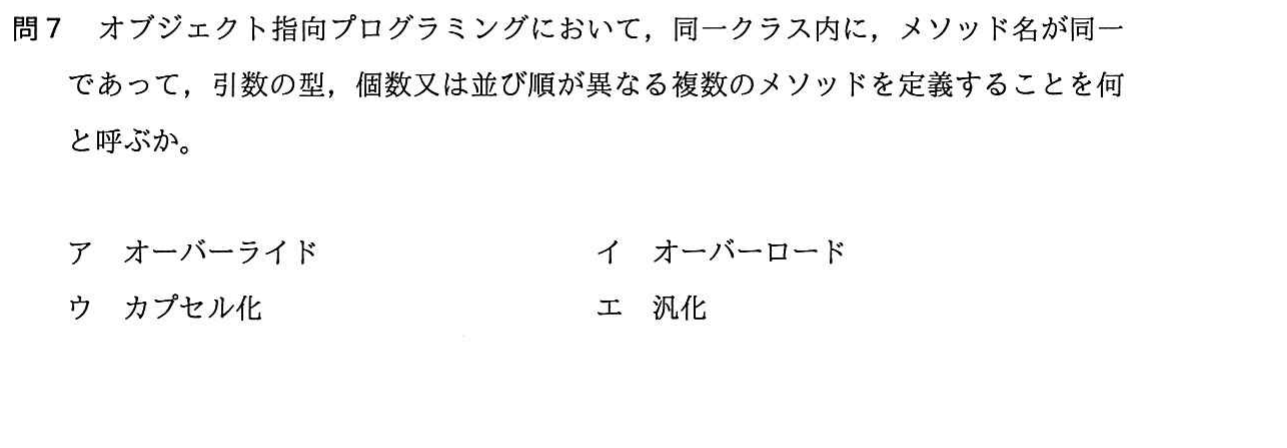 問7　オブジェクト指向プログラミングにおいて，同一クラス内に，メソッド名が同一
であって，引数の型，個数又は並び順が異なる複数のメソッドを定義することを何
と呼ぶか。
ア　オーバーライド　　イ　オーバーロード
ウ　カプセル化　　エ　汎化